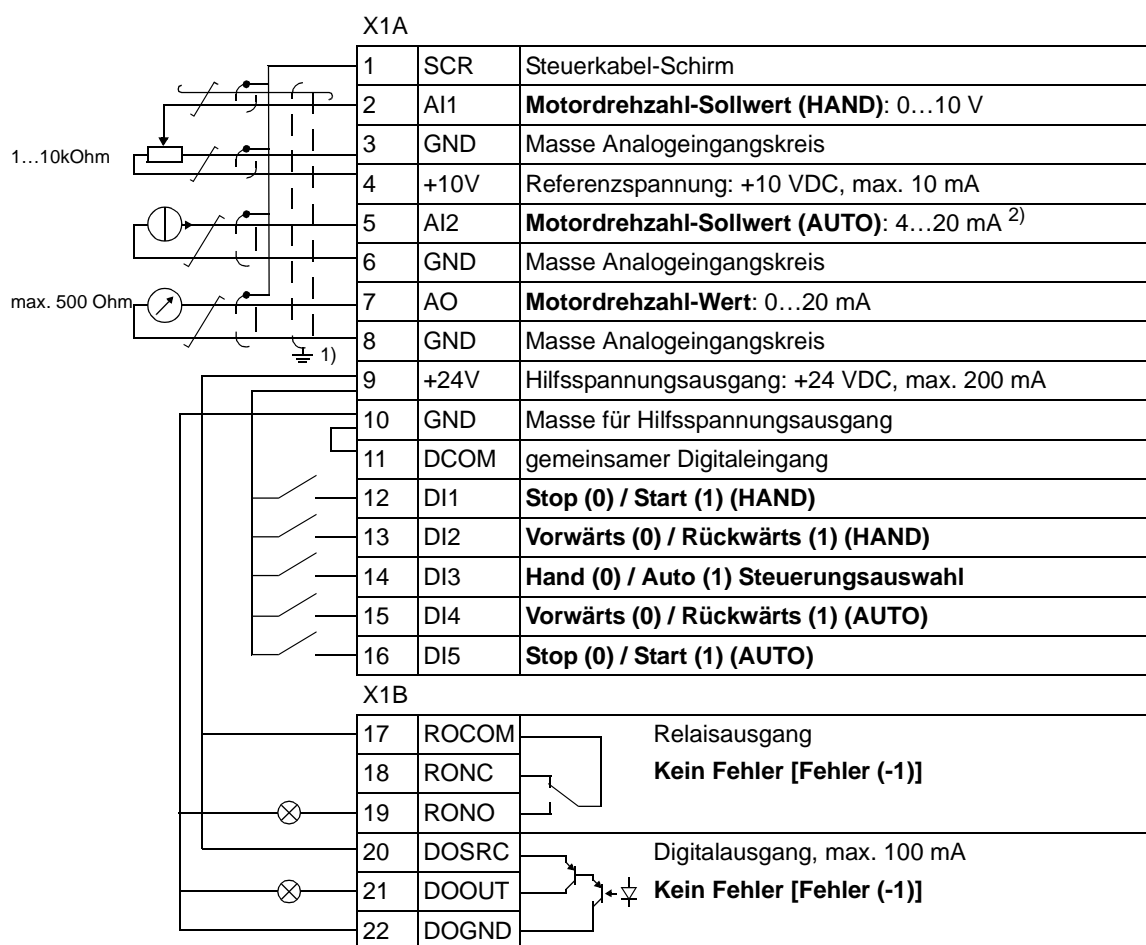 X1A
1 SCR Steuerkabel-Schirm
2 AI1 Motordrehzahl-Sollwert (HAND): 0…10 V
1…10kOhm
3 GND Masse Analogeingangskreis
4 +10V Referenzspannung: +10 VDC, max. 10 mA
5 AI2 Motordrehzahl-Sollwert (AUTO): 4…20 mA 2)
6 GND Masse Analogeingangskreis
max. 500 Ohm
7 AO Motordrehzahl-Wert: 0…20 mA
8 GND Masse Analogeingangskreis
1)
9 +24V Hilfsspannungsausgang: +24 VDC, max. 200 mA
10 GND Masse für Hilfsspannungsausgang
11 DCOM gemeinsamer Digitaleingang
12 DI1 Stop (0) / Start (1) (HAND)
13 DI2 Vorwärts (0) / Rückwärts (1) (HAND)
14 DI3 Hand (0) / Auto (1) Steuerungsauswahl
15 DI4 Vorwärts (0) / Rückwärts (1) (AUTO)
16 DI5 Stop (0) / Start (1) (AUTO)
X1B
17 ROCOM Relaisausgang
18 RONC Kein Fehler [Fehler (-1)]
19 RONO
20 DOSRC Digitalausgang, max. 100 mA
21 DOOUT Kein Fehler [Fehler (-1)]
22 DOGND